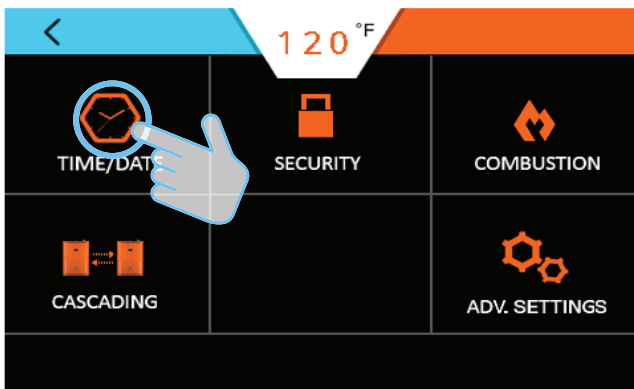 120°F
TIME/DATE
SECURITY
COMBUSTION
CASCADING
ADV. SETTINGS